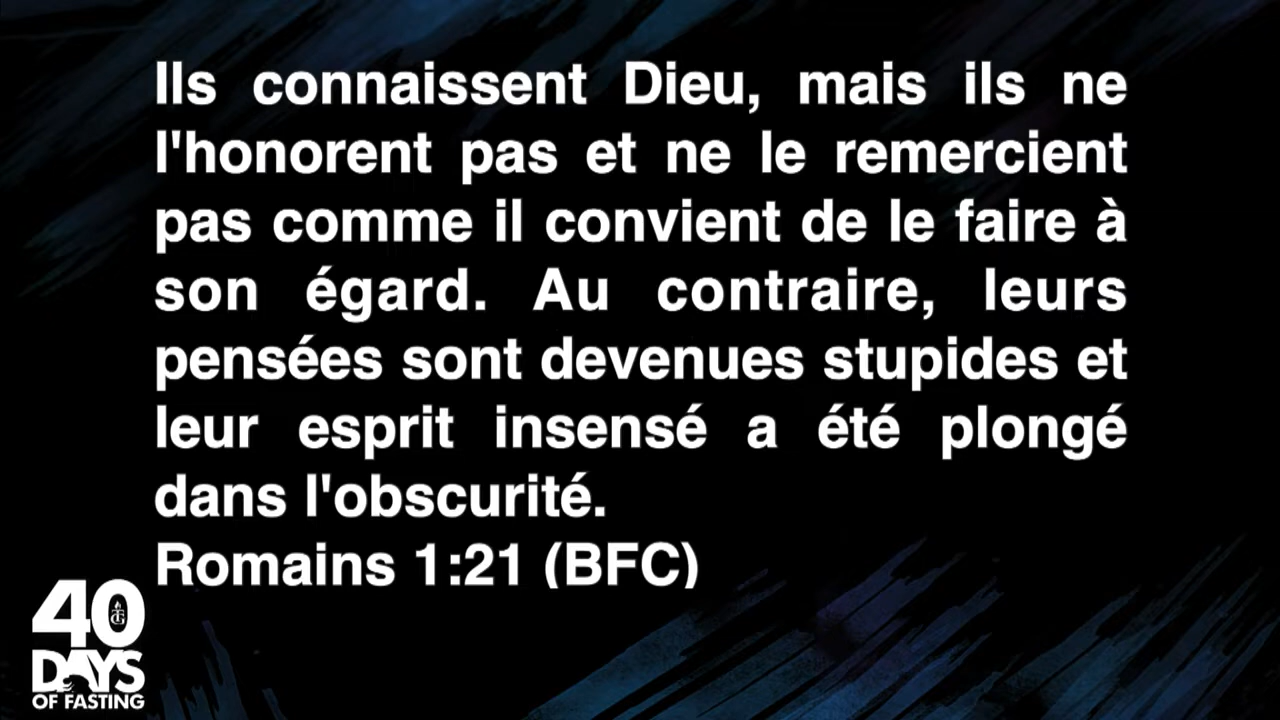 Ils connaissent Dieu, mais ils ne
l'honorent pas et ne le remercient
pas comme il convient de le faire à
son égard. Au contraire, leurs
pensées sont devenues stupides et
leur esprit insensé a été plongé
dans l'obscurité.
Romains 1:21 (BFC)
40
DAYS
OF FASTING